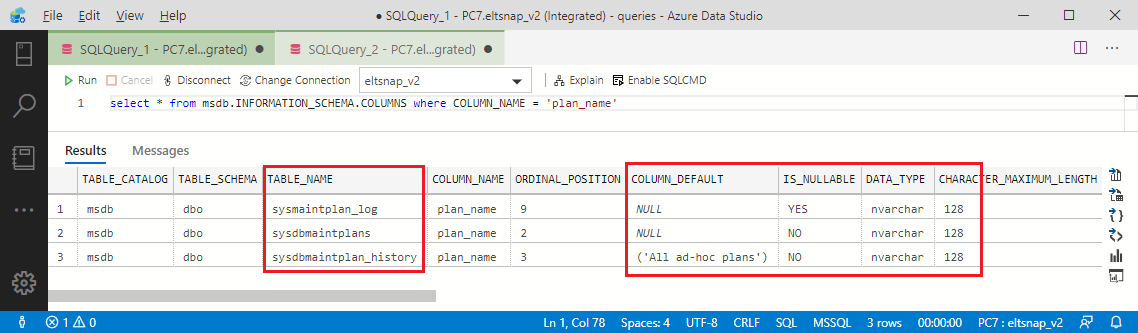 File Edit View Help ● SQLQuery_1 - PC7.eltsnap_v2 (Integrated) - queries - Azure Data Studio
SQLQuery_1 - PC7.el...grated) ● SQLQuery_2 - PC7.el...grated) ●
Run Cancel Disconnect Change Connection eltsnap_v2 Explain Enable SQLCMD
1 select * from msdb.INFORMATION_SCHEMA.COLUMNS where COLUMN_NAME = 'plan_name'
Results Messages
TABLE_CATALOG TABLE_SCHEMA TABLE_NAME COLUMN_NAME ORDINAL_POSITION COLUMN_DEFAULT IS_NULLABLE DATA_TYPE CHARACTER_MAXIMUM_LENGTH
1 msdb dbo sysmaintplan_log plan_name 9 NULL YES nvarchar 128
2 msdb dbo sysdbmaintplans plan_name 2 NULL NO nvarchar 128
3 msdb dbo sysdbmaintplan_history plan_name 3 ('All ad-hoc plans') NO nvarchar 128
1 0 Ln 1, Col 78 Spaces: 4 UTF-8 CRLF SQL MSSQL 3 rows 00:00:00 PC7 : eltsnap_v2